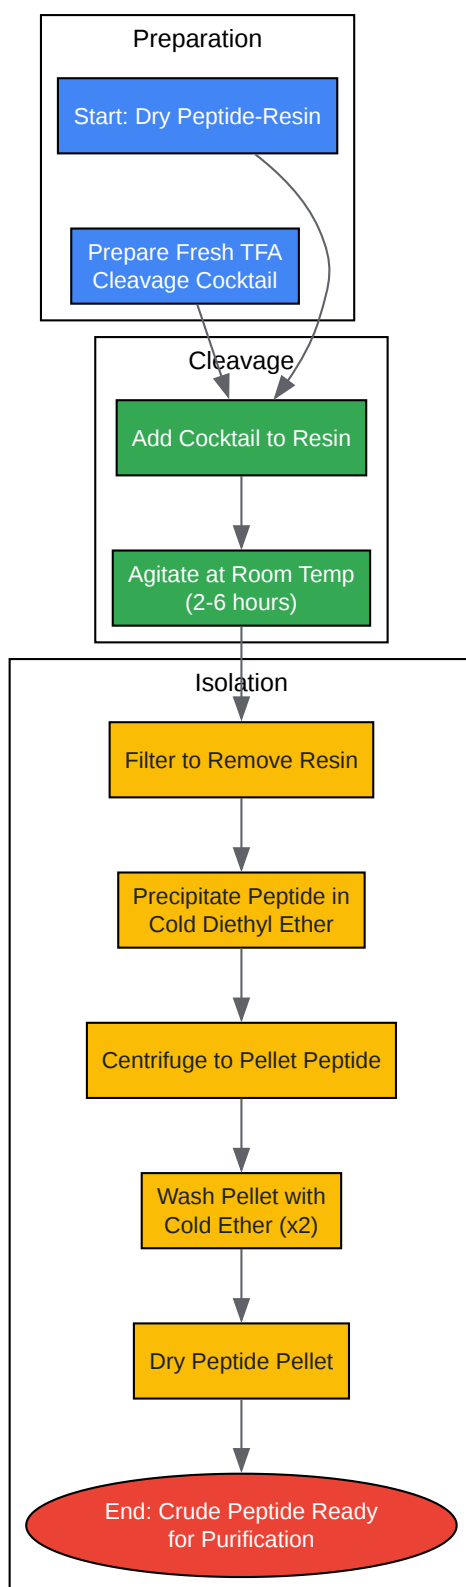 Preparation
Start: Dry Peptide-Resin
Prepare Fresh TFA
Cleavage Cocktail
Cleavage
Add Cocktail to Resin
Agitate at Room Temp
(2-6 hours)
Isolation
Filter to Remove Resin
Precipitate Peptide in
Cold Diethyl Ether
Centrifuge to Pellet Peptide
Wash Pellet with
Cold Ether (x2)
Dry Peptide Pellet
End: Crude Peptide Ready
for Purification